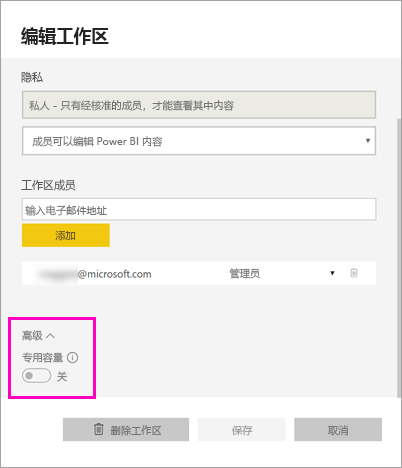 编辑工作区
隐私
私人 - 只有经核准的成员，才能查看其中内容
成员可以编辑 Power BI 内容
工作区成员
输入电子邮件地址
添加
@microsoft.com 管理员
高级
专用容量
关
删除工作区 保存 取消